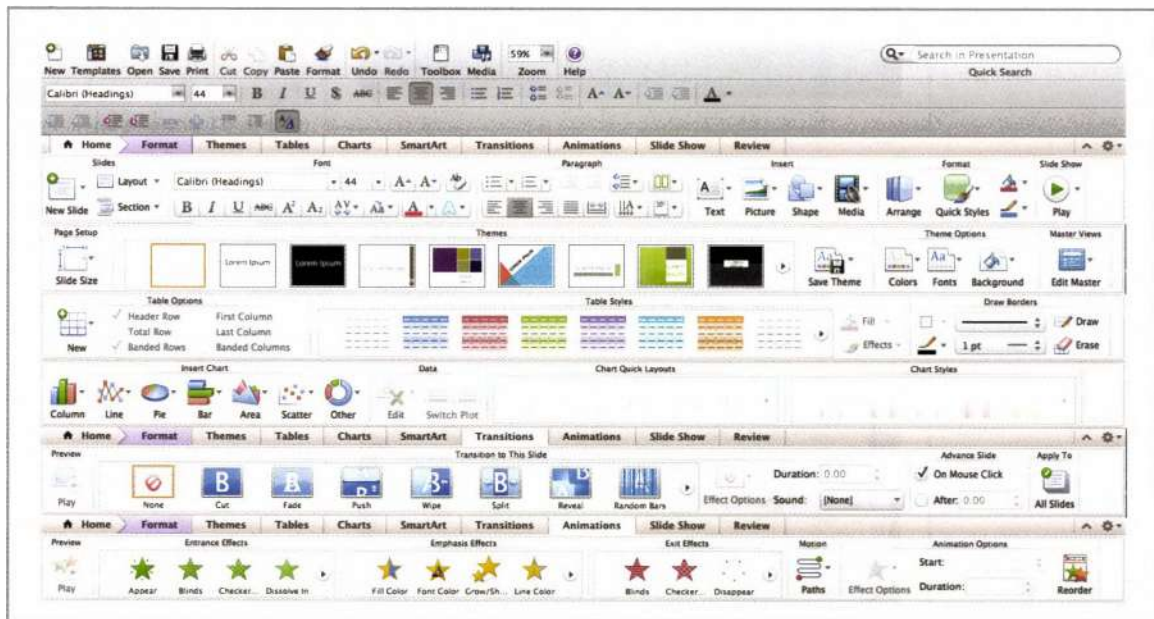 Search in Presentation
59%
New Templates Open Save Print Cut Copy Paste Format Undo Redo Toolbox Media Zoom Help
Quick Search
Calibri (Headings) 44 B I U S ABC A A A
Home Format Themes Tables Charts SmartArt Transitions Animations Slide Show Review
Slides Font Paragraph Insert Format Slide Show
Layout Calibri (Headings) 44 A A
New Slide Section B I U ABC A² A₂ AV Aa A A Text Picture Shape Media Arrange Quick Styles Play
Page Setup Themes Theme Options Master Views
Lorem Ipsum Lorem Ipsum Aa
Slide Size Save Theme Colors Fonts Background Edit Master
Table Options Table Styles Draw Borders
Header Row First Column Fill Draw
Total Row Last Column
New Banded Rows Banded Columns Effects 1 pt Erase
Insert Chart Data Chart Quick Layouts Chart Styles
Column Line Pie Bar Area Scatter Other Edit Switch Plot
Home Format Themes Tables Charts SmartArt Transitions Animations Slide Show Review
Preview Transition to This Slide Advance Slide Apply To
B A B B Duration: 0.00 On Mouse Click
Play None Cut Fade Push Wipe Split Reveal Random Bars Effect Options Sound: [None] After: 0.00 All Slides
Home Format Themes Tables Charts SmartArt Transitions Animations Slide Show Review
Preview Entrance Effects Emphasis Effects Exit Effects Motion Animation Options
Start:
Play Appear Blinds Checker... Dissolve In Fill Color Font Color Grow/Sh... Line Color Blinds Checker... Disappear Paths Effect Options Duration: Reorder